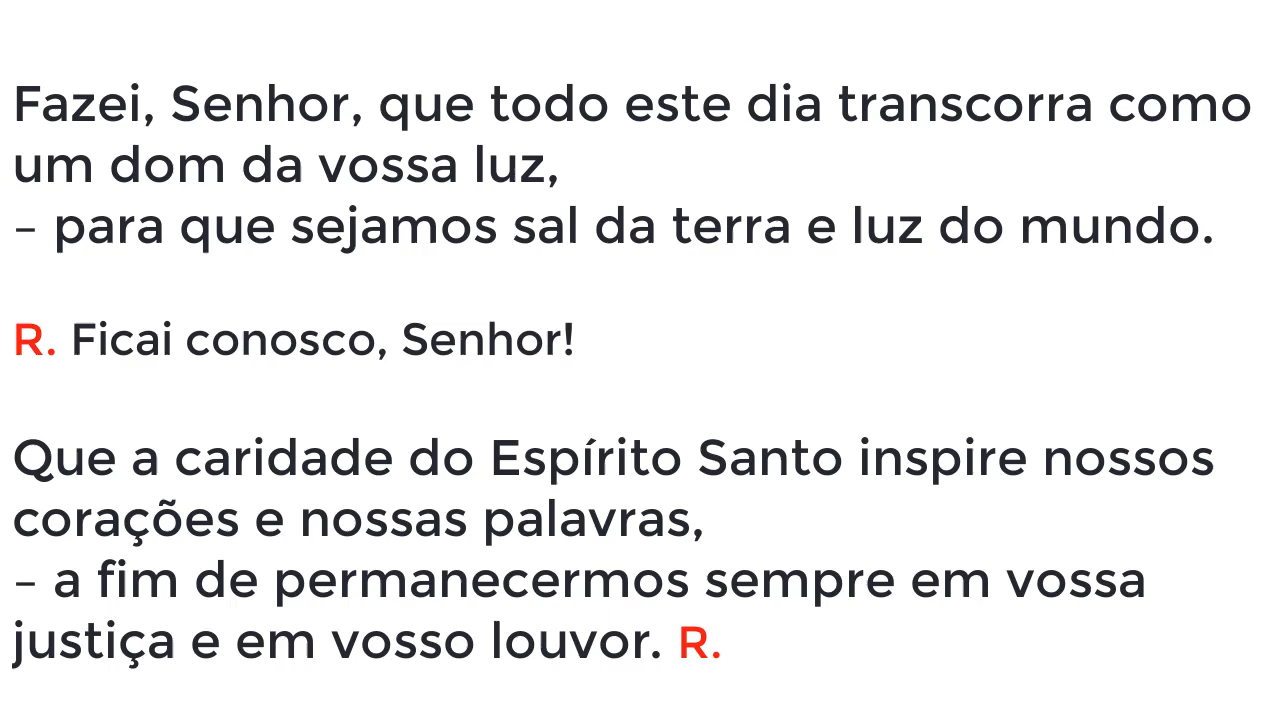 Fazei, Senhor, que todo este dia transcorra como
um dom da vossa luz,
– para que sejamos sal da terra e luz do mundo.
R. Ficai conosco, Senhor!
Que a caridade do Espírito Santo inspire nossos
corações e nossas palavras,
– a fim de permanecermos sempre em vossa
justiça e em vosso louvor. R.